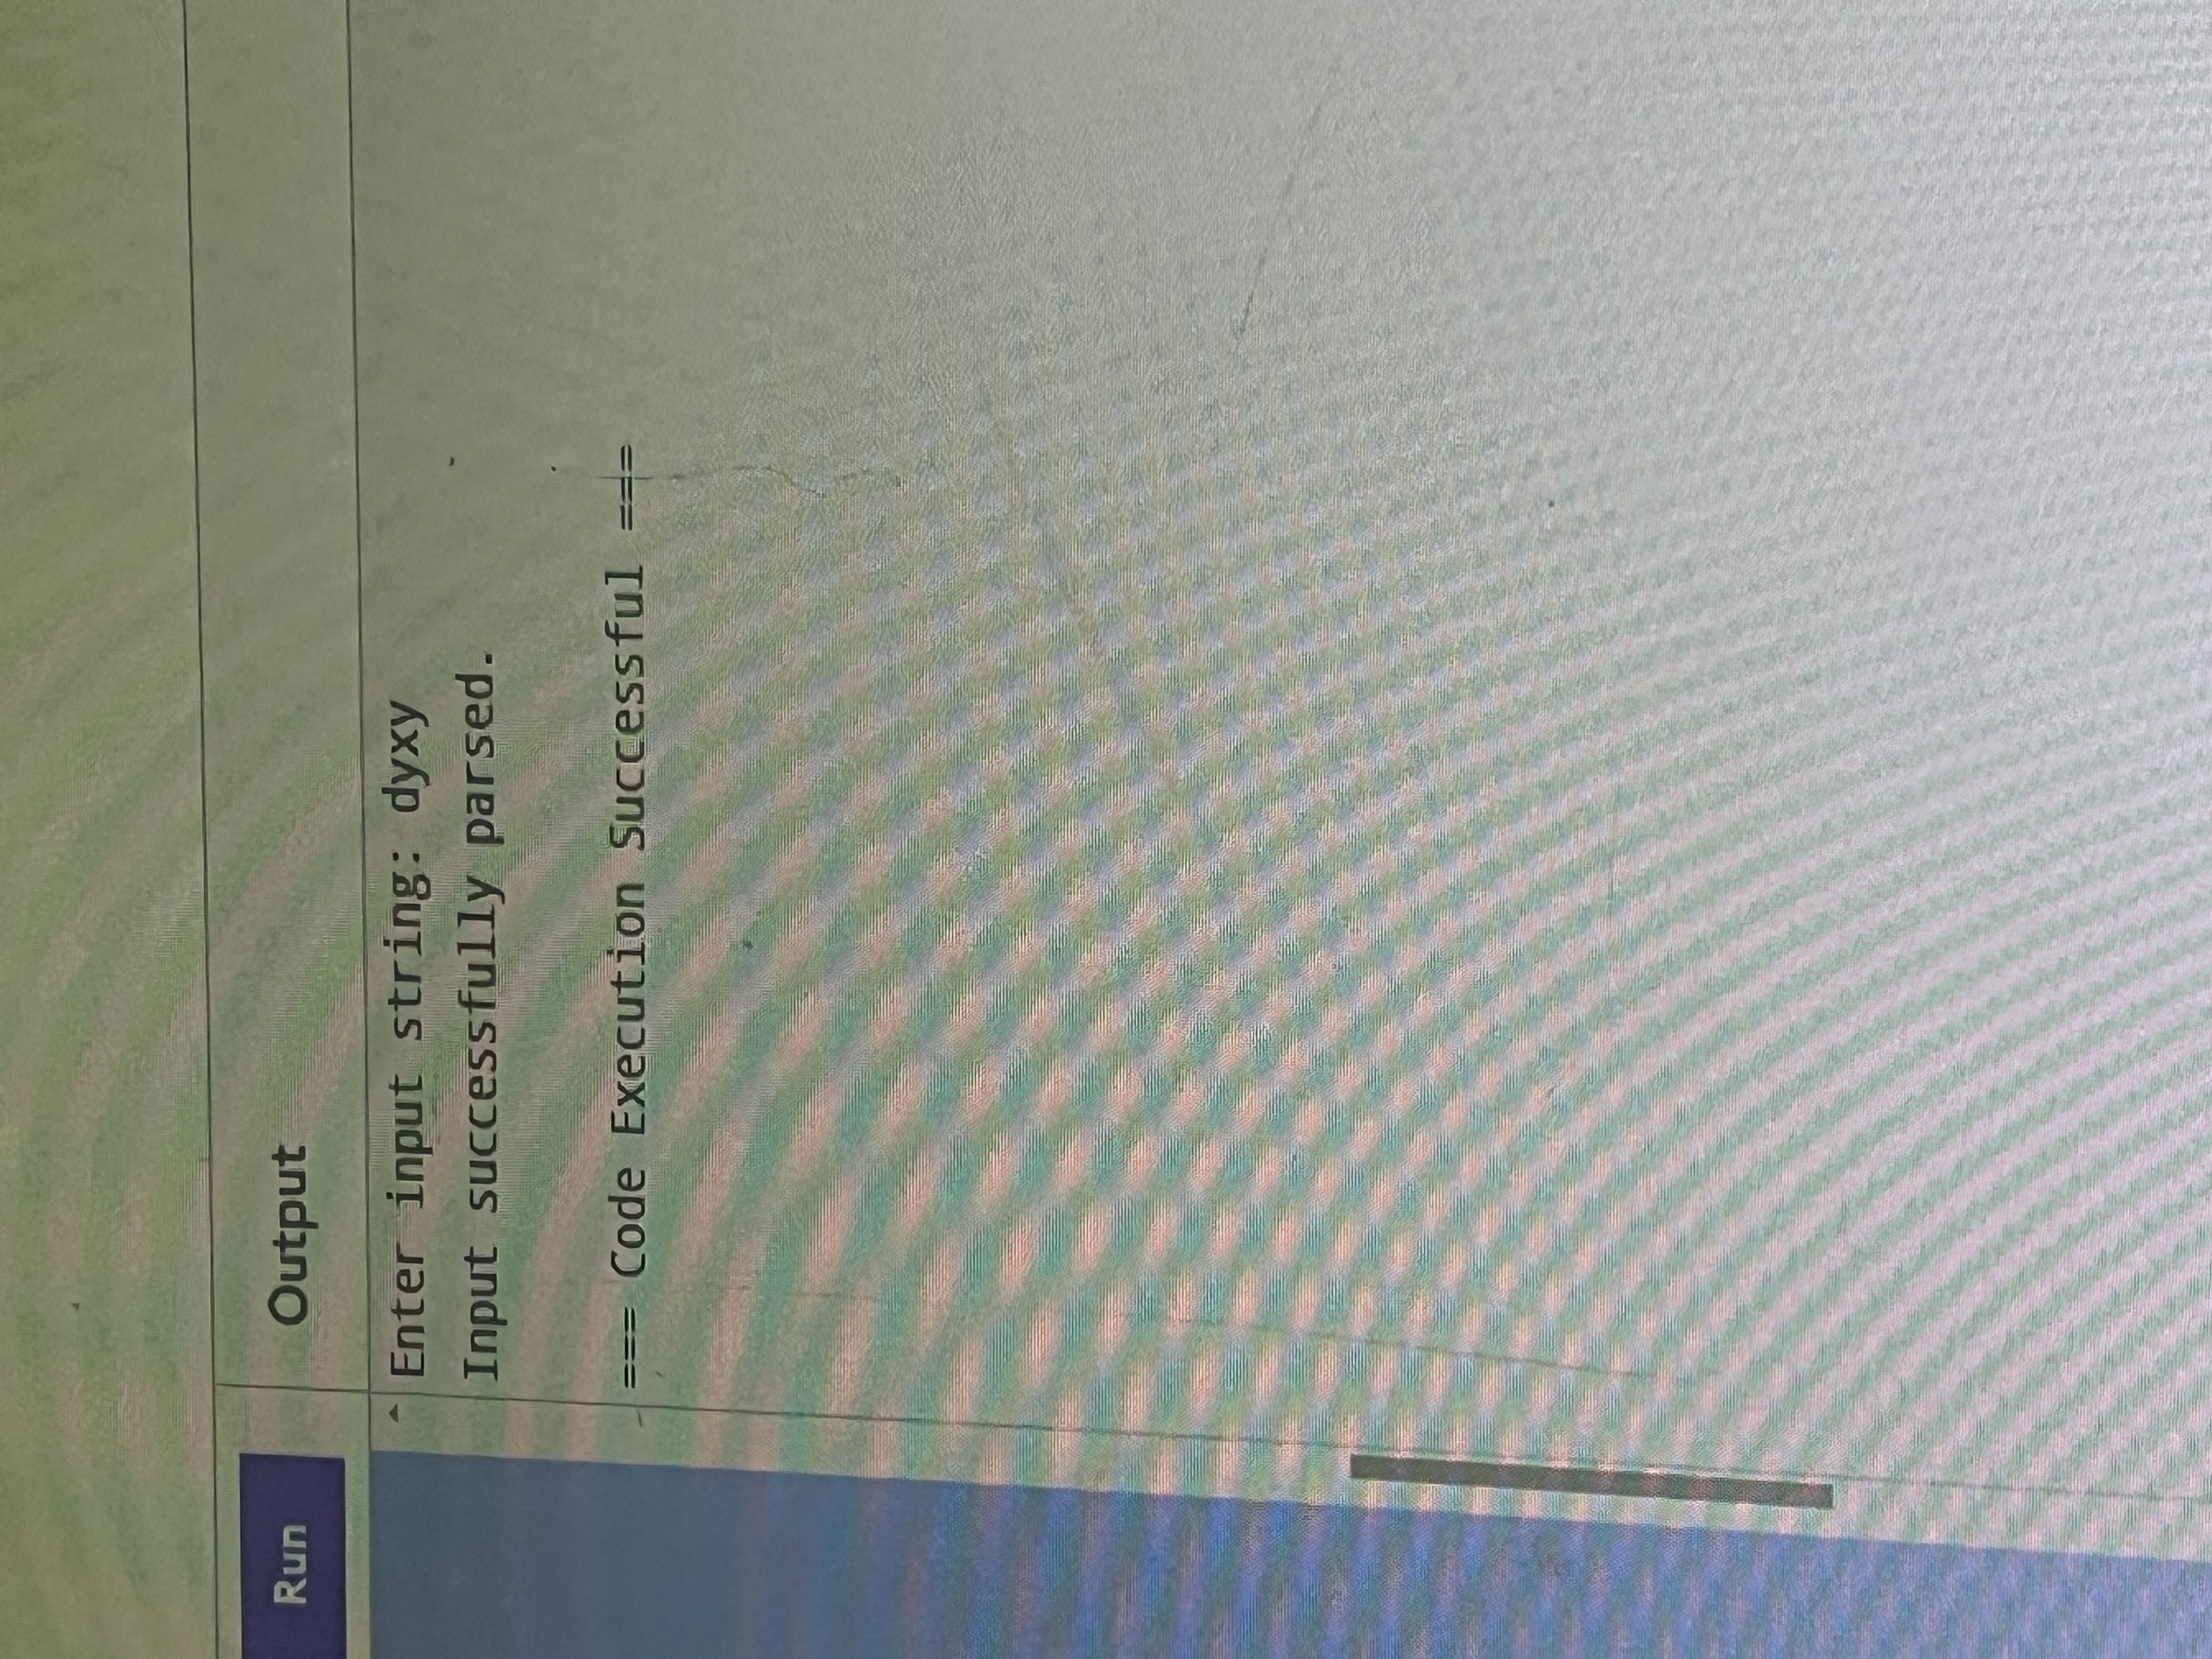 Run
Output
Enter input string: dyxy
Input successfully parsed.
=== Code Execution Successful ===